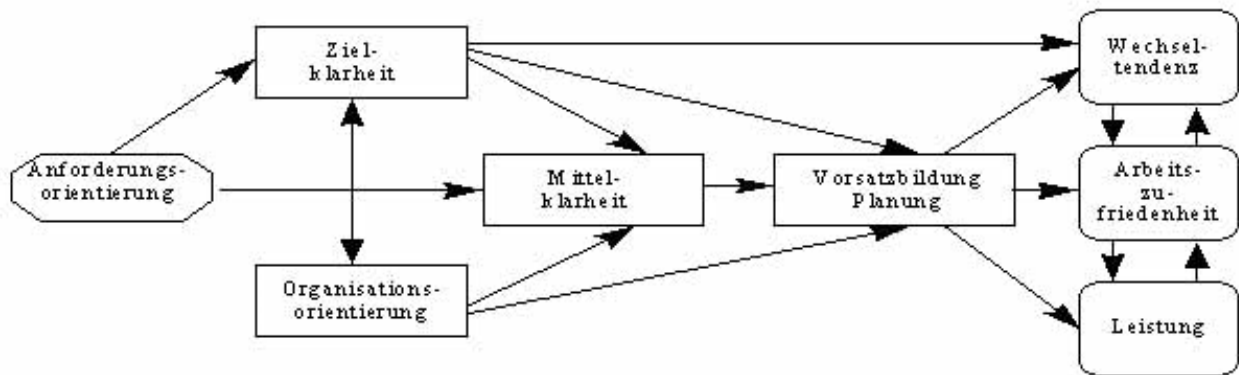 Ziel-
klarheit
Wechsel-
tendenz
Anforderungs-
orientierung
Mittel-
klarheit
Vorsatzbildung
Planung
Arbeits-
zu-
friedenheit
Organisations-
orientierung
Leistung